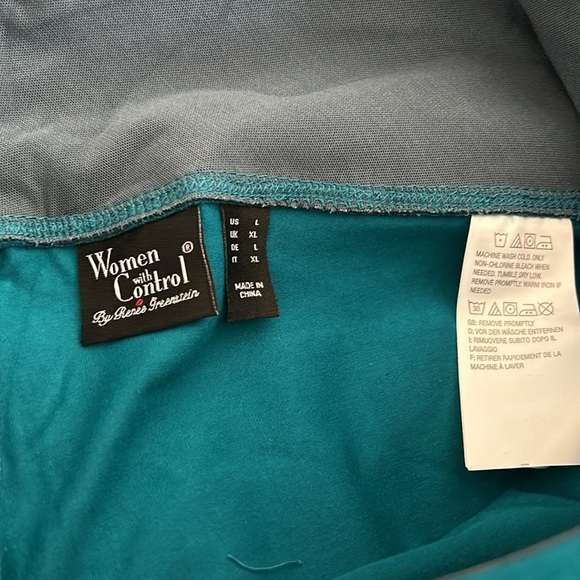 Women
with
Control
®
By Renee Greenstein
US L
UK XL
DE L
IT XL
MADE IN
CHINA
MACHINE WASH COLD. ONLY
NON-CHLORINE BLEACH WHEN
NEEDED, TUMBLE DRY LOW.
REMOVE PROMPTLY. WARM IRON IF
NEEDED
30
GB: REMOVE PROMPTLY
D: VOR DER WÄSCHE ENTFERNEN
I: RIMUOVERE SUBITO DOPO IL
LAVAGGIO
F: RETIRER RAPIDEMENT DE LA
MACHINE À LAVER